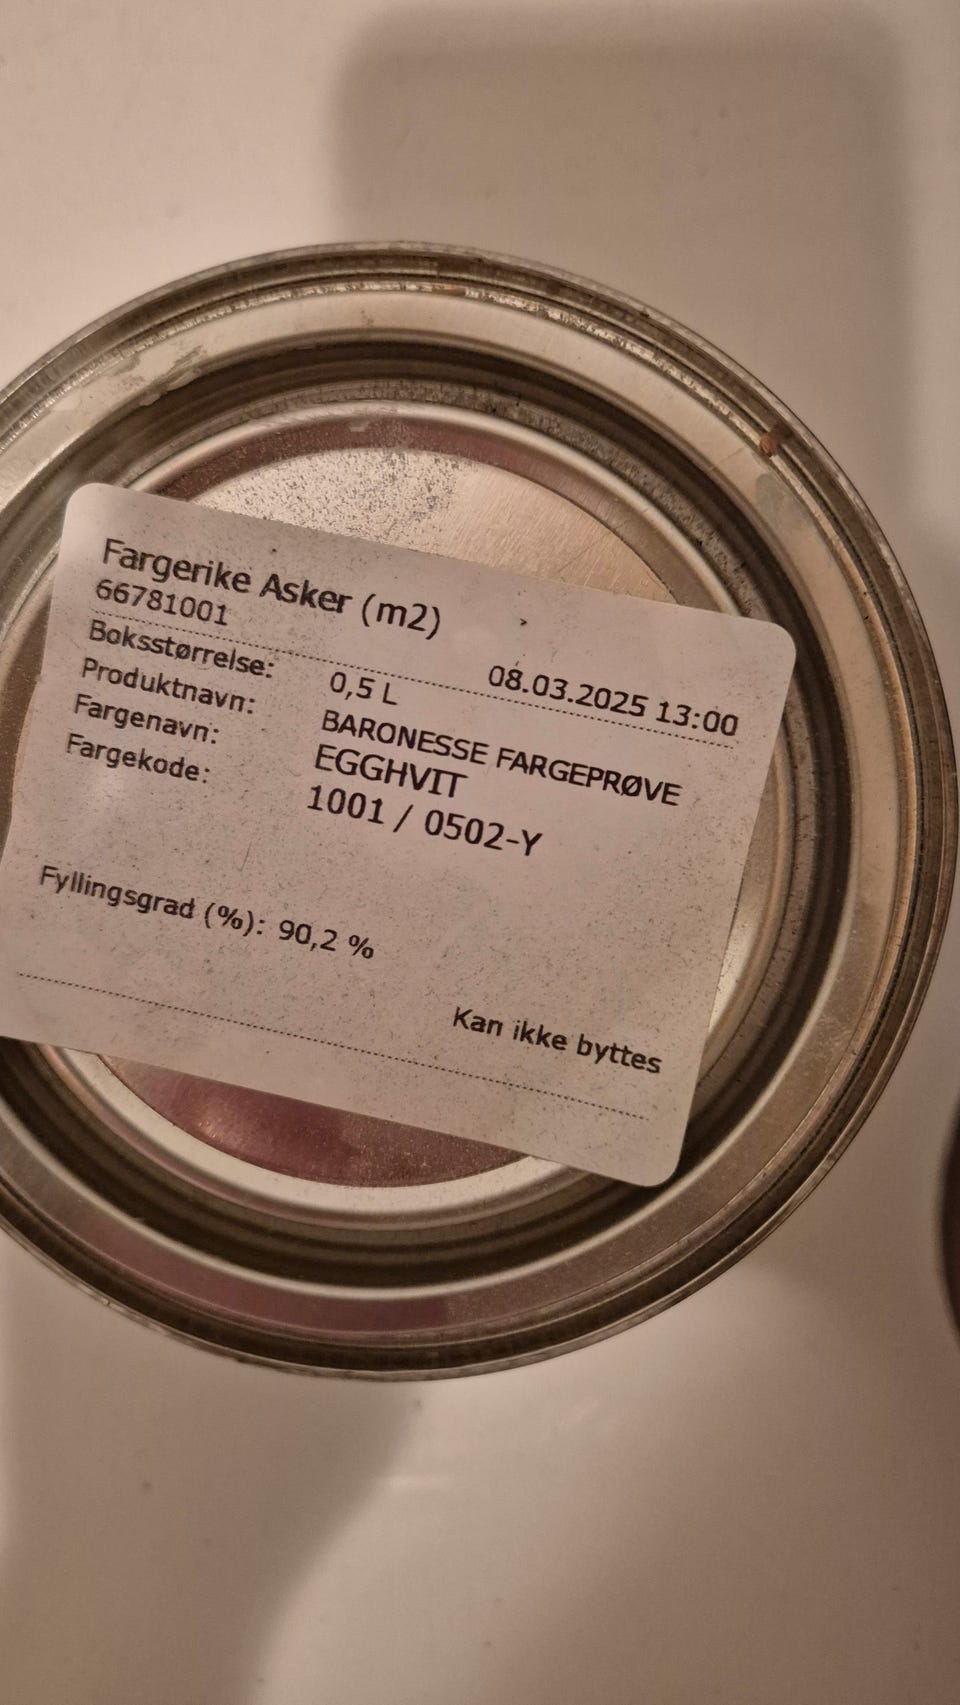 Fargerike Asker (m2)
66781001 08.03.2025 13:00
Boksstørrelse: 0,5 L
Produktnavn: BARONESSE FARGEPRØVE
Fargenavn: EGGHVIT
Fargekode: 1001 / 0502-Y
Fyllingsgrad (%): 90,2 %
Kan ikke byttes